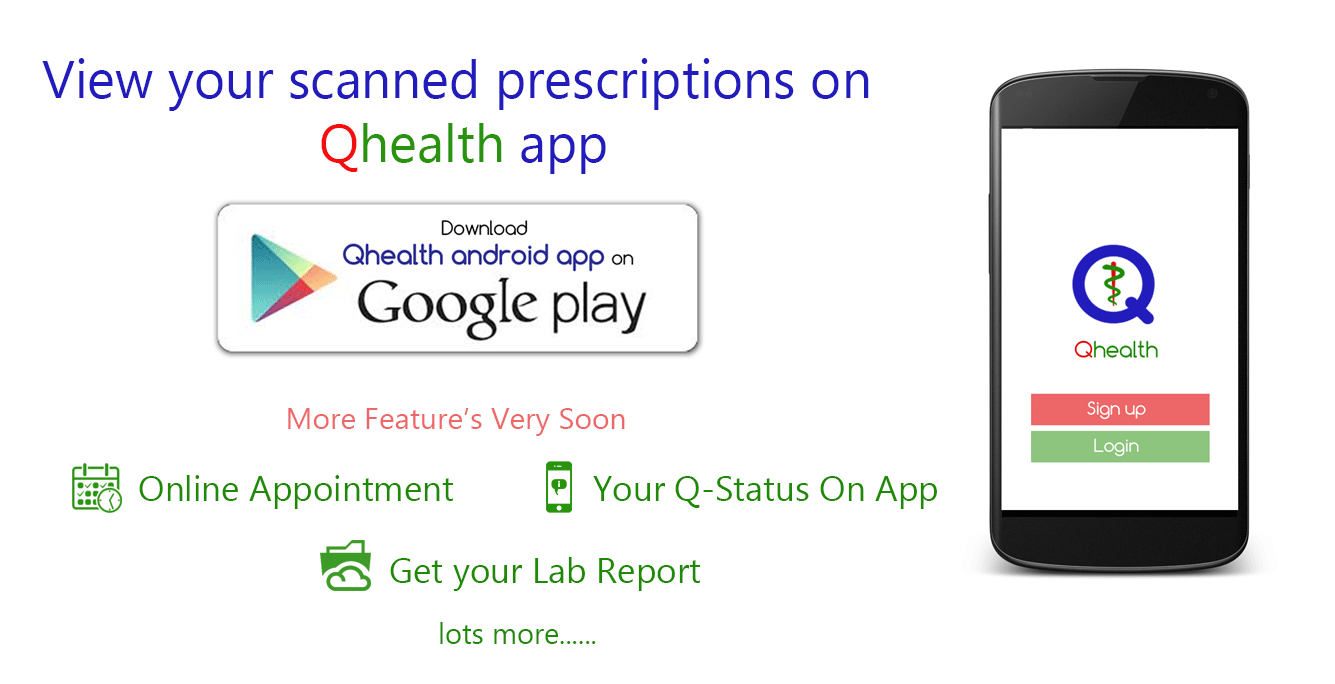 View your scanned prescriptions on
Qhealth app
Download
Qhealth android app on
Google play
More Feature‘s Very Soon
Online Appointment
Your Q-Status On App
Get your Lab Report
lots more......
Qhealth
Sign up
Login